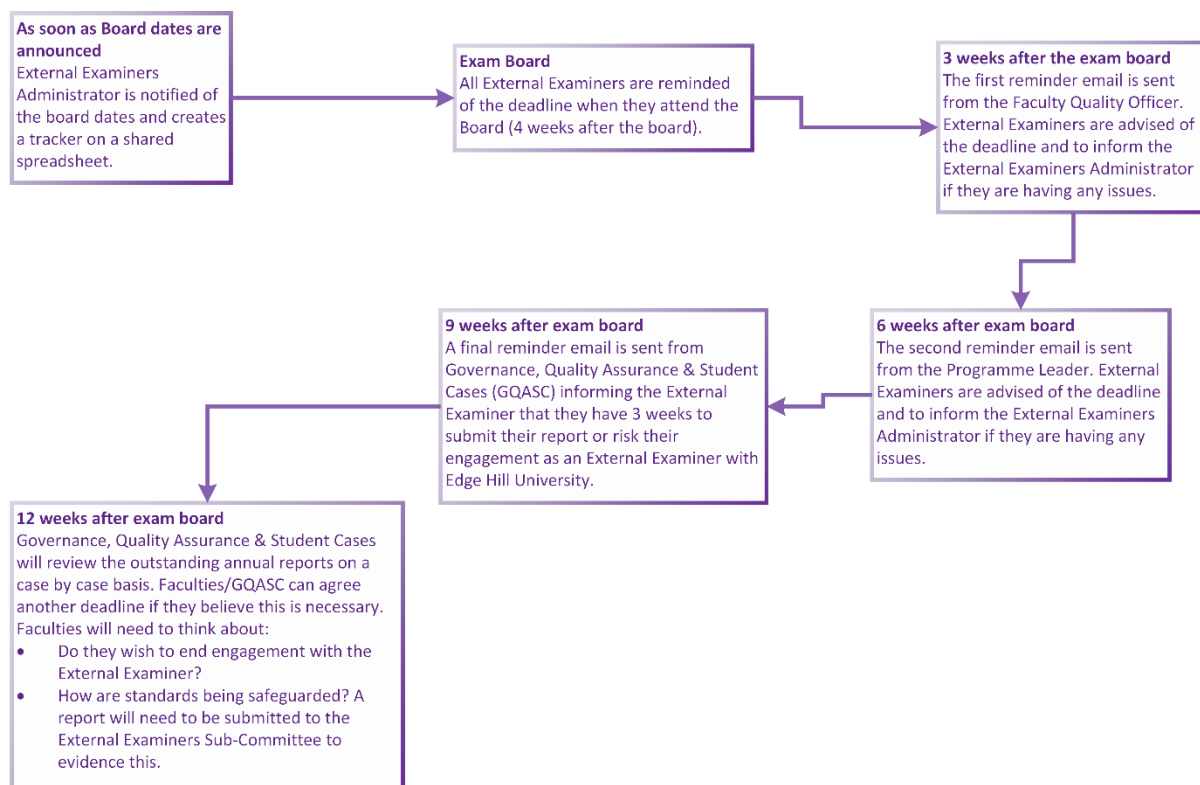 As soon as Board dates are
announced
External Examiners
Administrator is notified of
the board dates and creates
a tracker on a shared
spreadsheet.
Exam Board
All External Examiners are reminded
of the deadline when they attend the
Board (4 weeks after the board).
3 weeks after the exam board
The first reminder email is sent
from the Faculty Quality Officer.
External Examiners are advised of
the deadline and to inform the
External Examiners Administrator
if they are having any issues.
6 weeks after exam board
The second reminder email is sent
from the Programme Leader. External
Examiners are advised of the deadline
and to inform the External Examiners
Administrator if they are having any
issues.
9 weeks after exam board
A final reminder email is sent from
Governance, Quality Assurance & Student
Cases (GQASC) informing the External
Examiner that they have 3 weeks to
submit their report or risk their
engagement as an External Examiner with
Edge Hill University.
12 weeks after exam board
Governance, Quality Assurance & Student Cases
will review the outstanding annual reports on a
case by case basis. Faculties/GQASC can agree
another deadline if they believe this is necessary.
Faculties will need to think about:
• Do they wish to end engagement with the
External Examiner?
• How are standards being safeguarded? A
report will need to be submitted to the
External Examiners Sub-Committee to
evidence this.